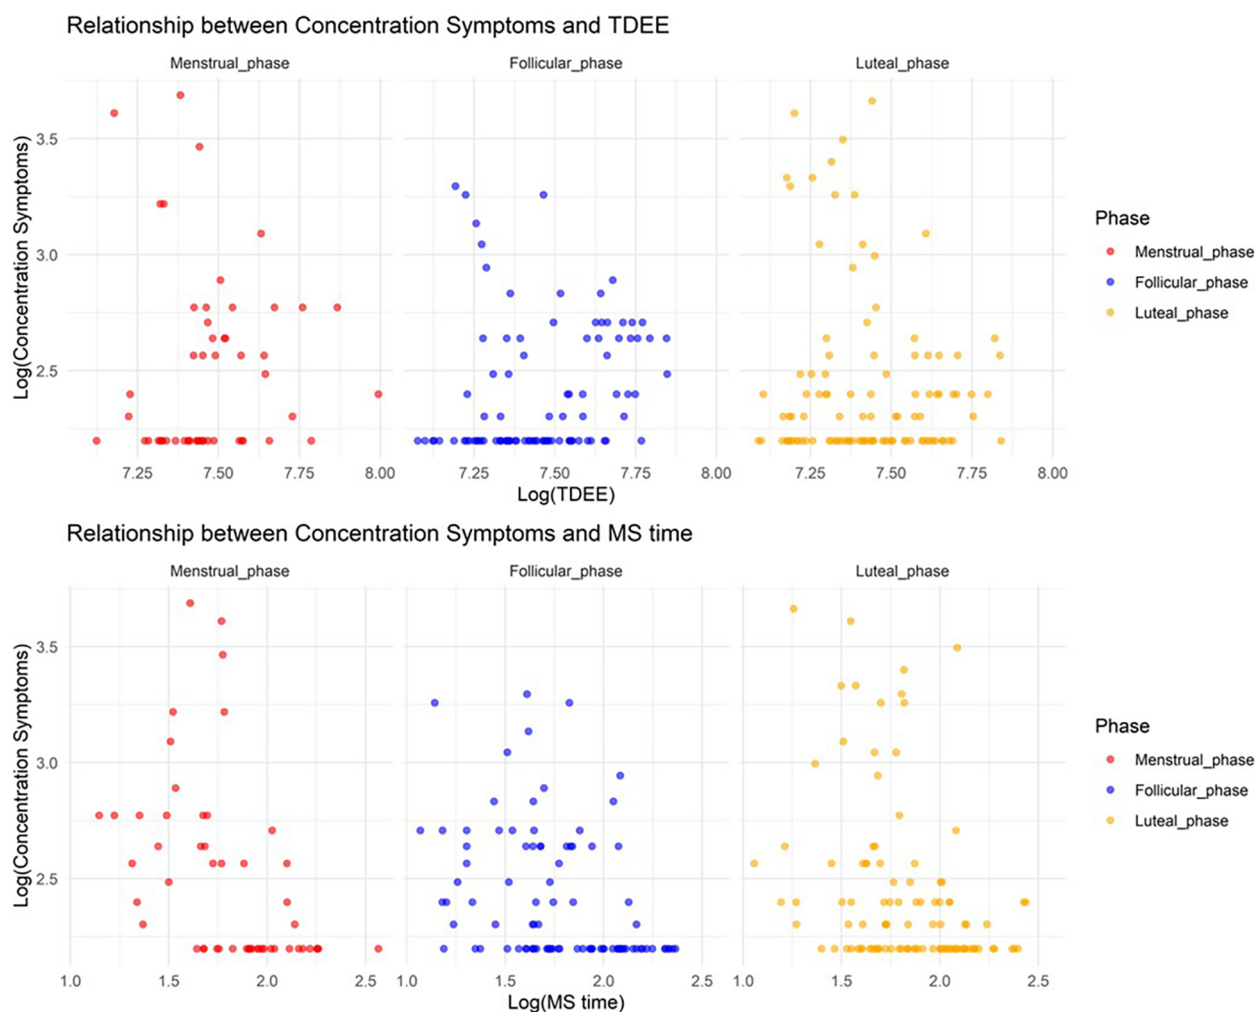 Relationship between Concentration Symptoms and TDEE
Menstrual_phase Follicular_phase Luteal_phase
Log(Concentration Symptoms)
3.5
3.0
2.5
7.25 7.50 7.75 8.00 7.25 7.50 7.75 8.00 7.25 7.50 7.75 8.00
Log(TDEE)
Phase
Menstrual_phase
Follicular_phase
Luteal_phase
Relationship between Concentration Symptoms and MS time
Menstrual_phase Follicular_phase Luteal_phase
Log(Concentration Symptoms)
3.5
3.0
2.5
1.0 1.5 2.0 2.5 1.0 1.5 2.0 2.5 1.0 1.5 2.0 2.5
Log(MS time)
Phase
Menstrual_phase
Follicular_phase
Luteal_phase